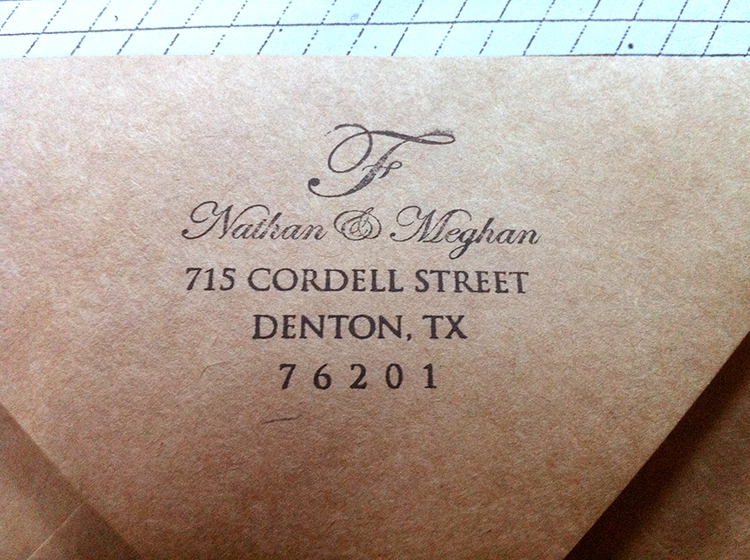 F
Nathan & Meghan
715 CORDELL STREET
DENTON, TX
76201